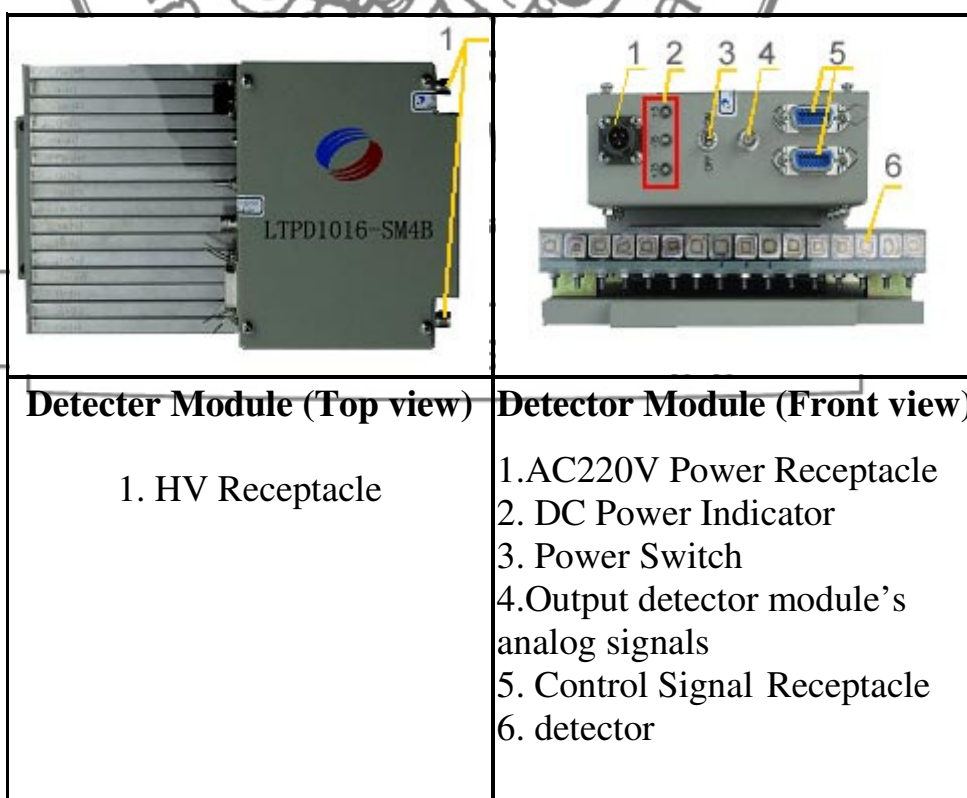 1
LTPD1016-SM4B
1 2 3 4 5
6
OFF
Detecter Module (Top view)
1. HV Receptacle
Detector Module (Front view)
1.AC220V Power Receptacle
2. DC Power Indicator
3. Power Switch
4.Output detector module’s
analog signals
5. Control Signal Receptacle
6. detector